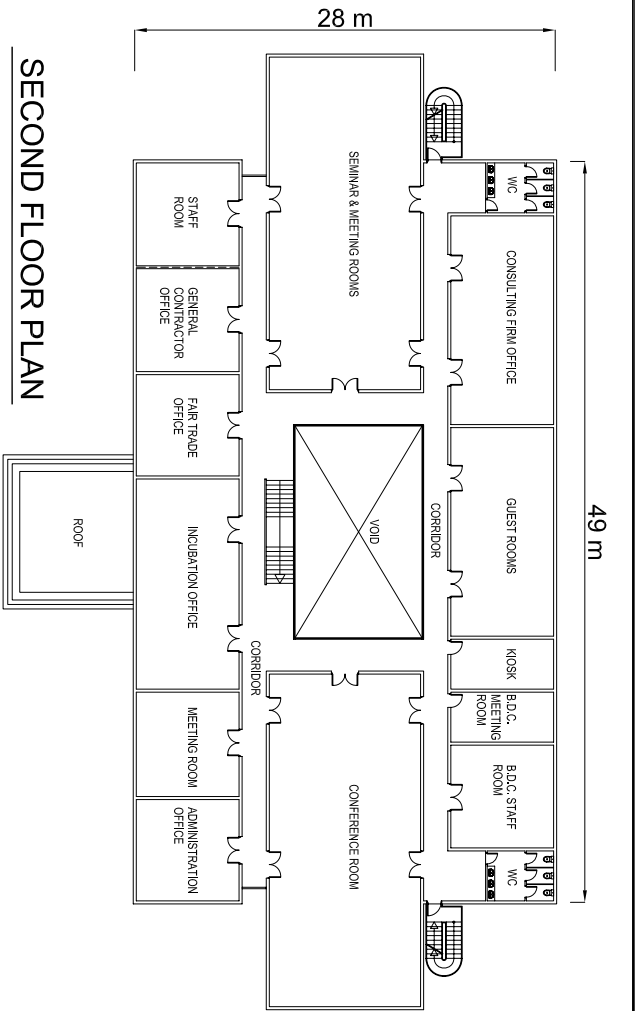 28 m
49 m
WC
CONSULTING FIRM OFFICE
GUEST ROOMS
KIOSK
B.D.C.
MEETING
ROOM
B.D.C. STAFF
ROOM
WC
CORRIDOR
SEMINAR & MEETING ROOMS
VOID
CONFERENCE ROOM
CORRIDOR
STAFF
ROOM
GENERAL
CONTRACTOR
OFFICE
FAIR TRADE
OFFICE
INCUBATION OFFICE
MEETING ROOM
ADMINISTRATION
OFFICE
ROOF
SECOND FLOOR PLAN